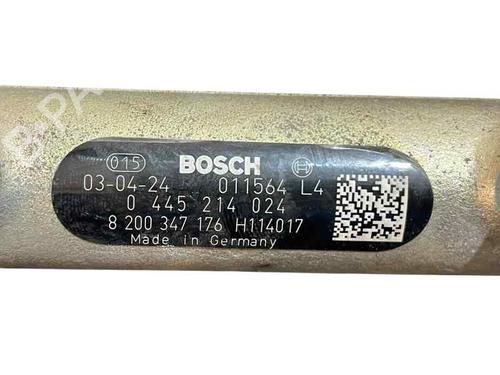 015 BOSCH
03-04-24 011564 L4
0 445 214 024
8 200 347 176 H114017
Made in Germany